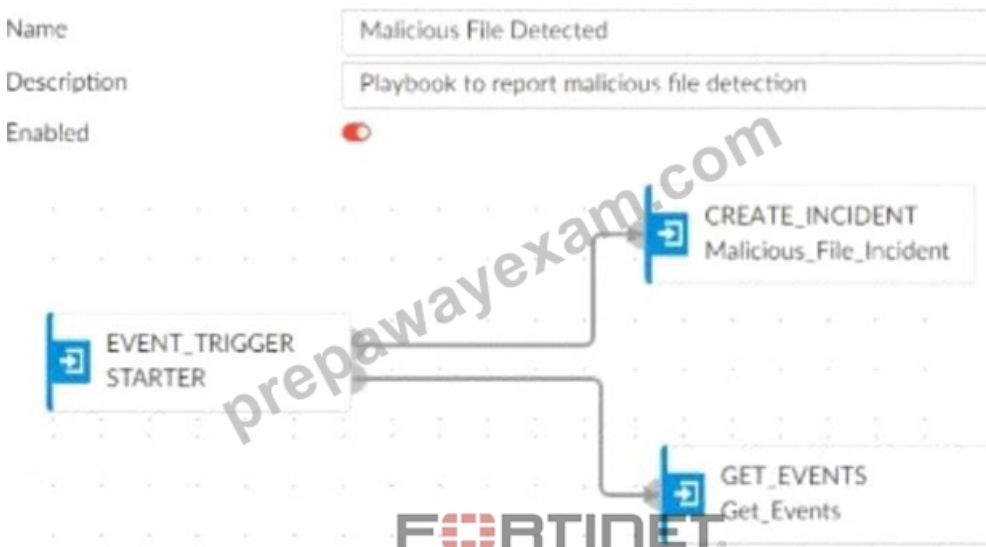 Name
Malicious File Detected
Description
Playbook to report malicious file detection
Enabled
prepawayexam.com
CREATE_INCIDENT
Malicious_File_Incident
EVENT_TRIGGER
STARTER
GET_EVENTS
Get_Events
FORTINET